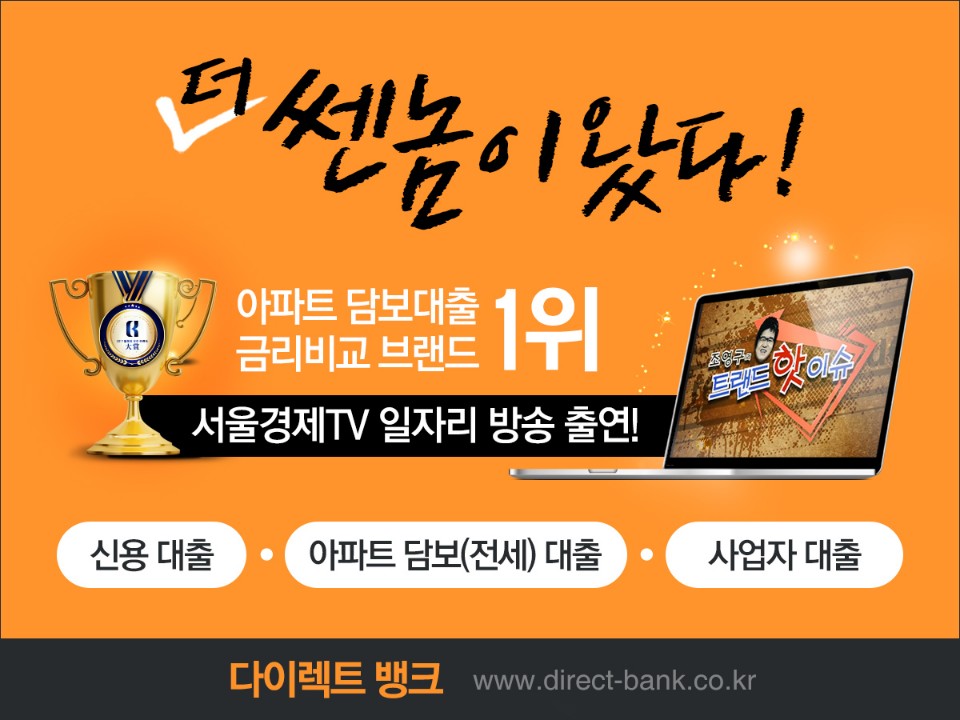 더 쎈놈이 왔다!
아파트 담보대출
금리비교 브랜드
1위
大賞
서울경제TV 일자리 방송 출연!
조영구의
트랜드 핫이슈
신용 대출 • 아파트 담보(전세) 대출 • 사업자 대출
다이렉트 뱅크 www.direct-bank.co.kr